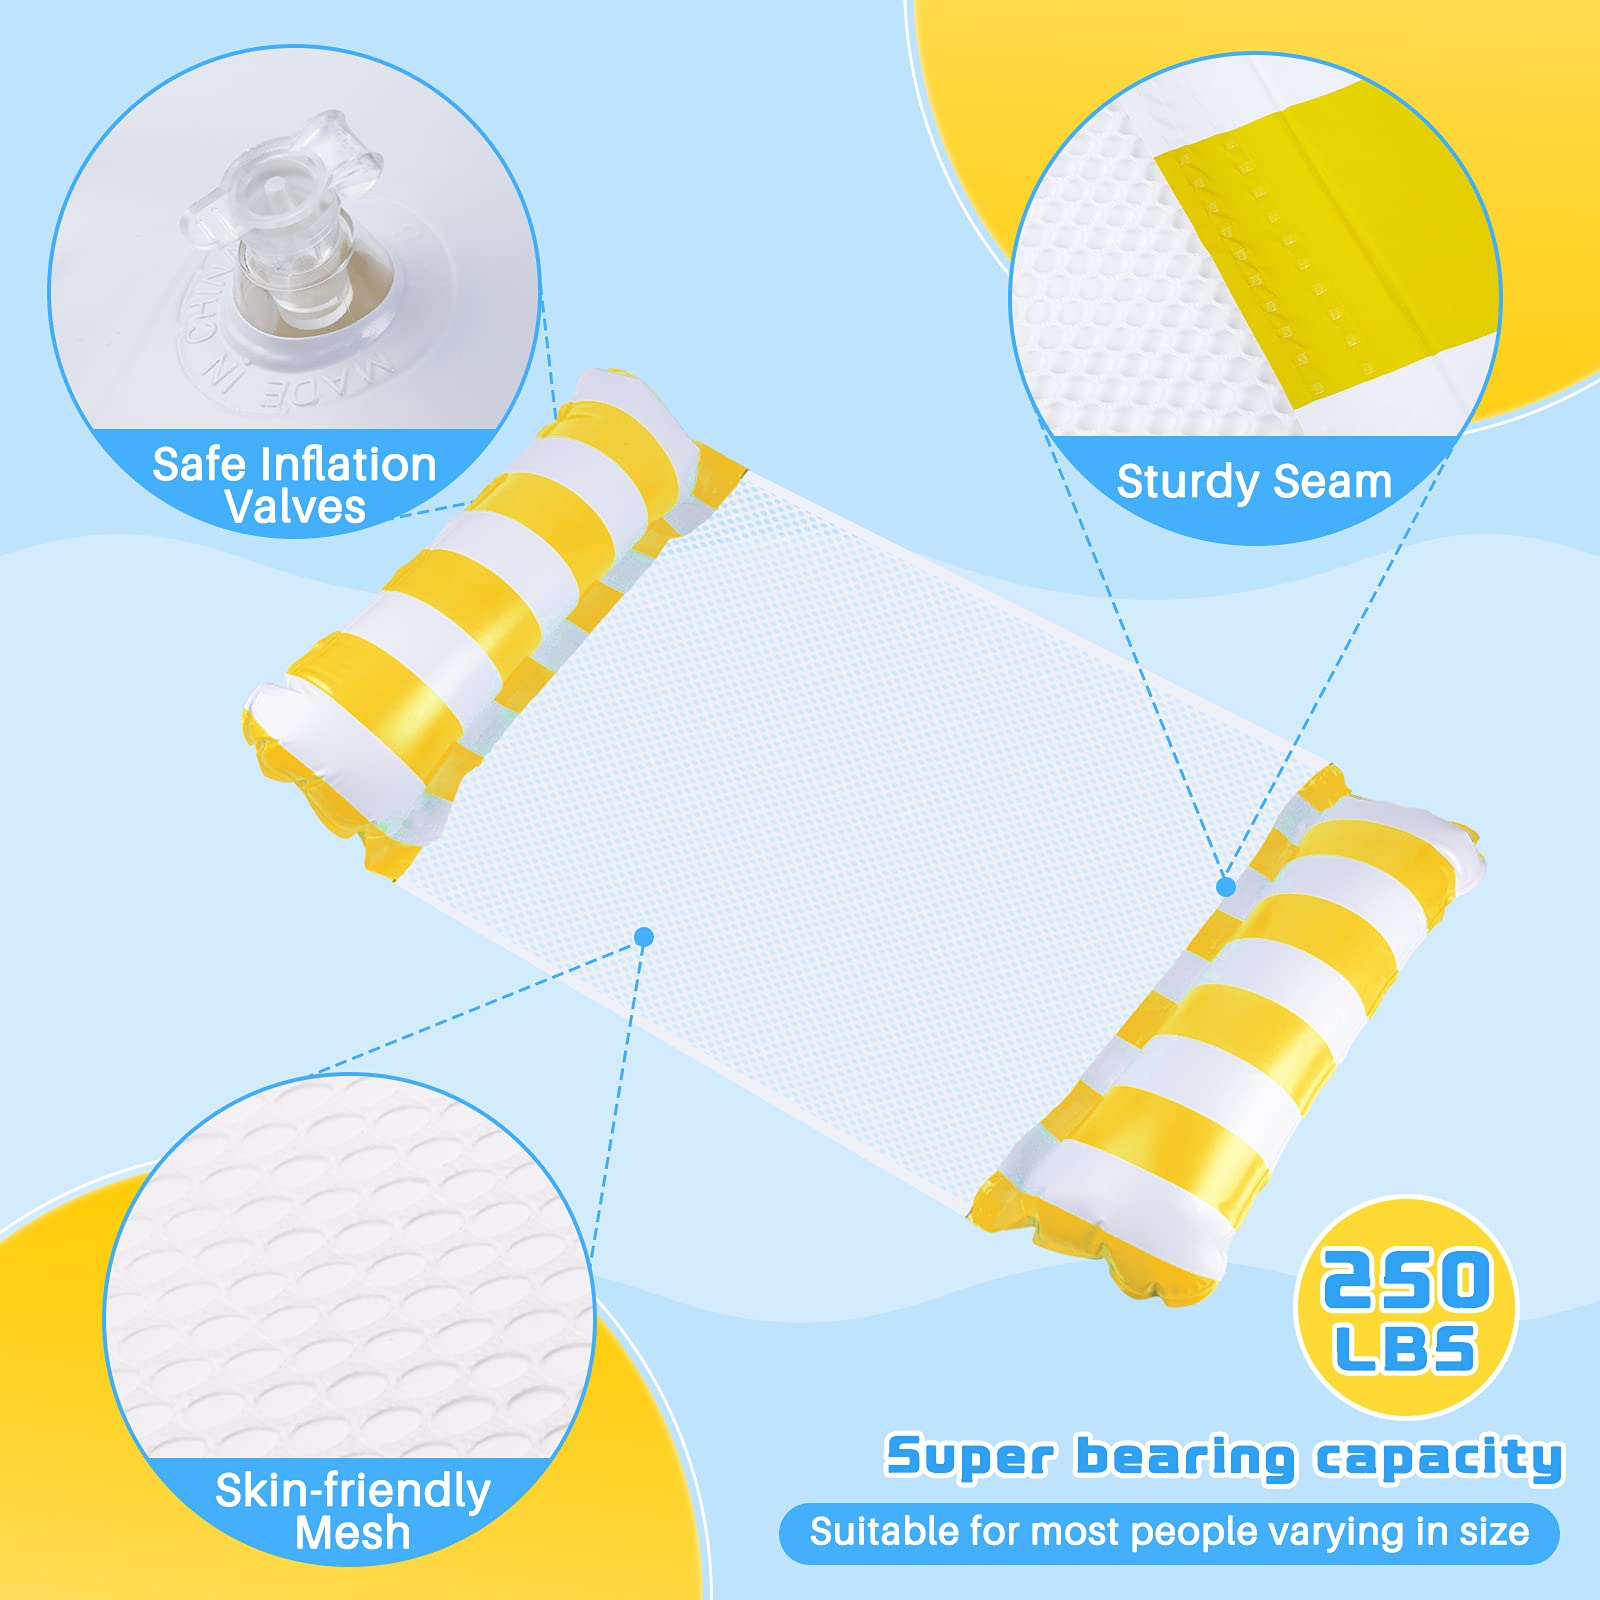 MADE IN CHINA
Safe Inflation
Valves
Sturdy Seam
Skin-friendly
Mesh
250
LBS
Super bearing capacity
Suitable for most people varying in size